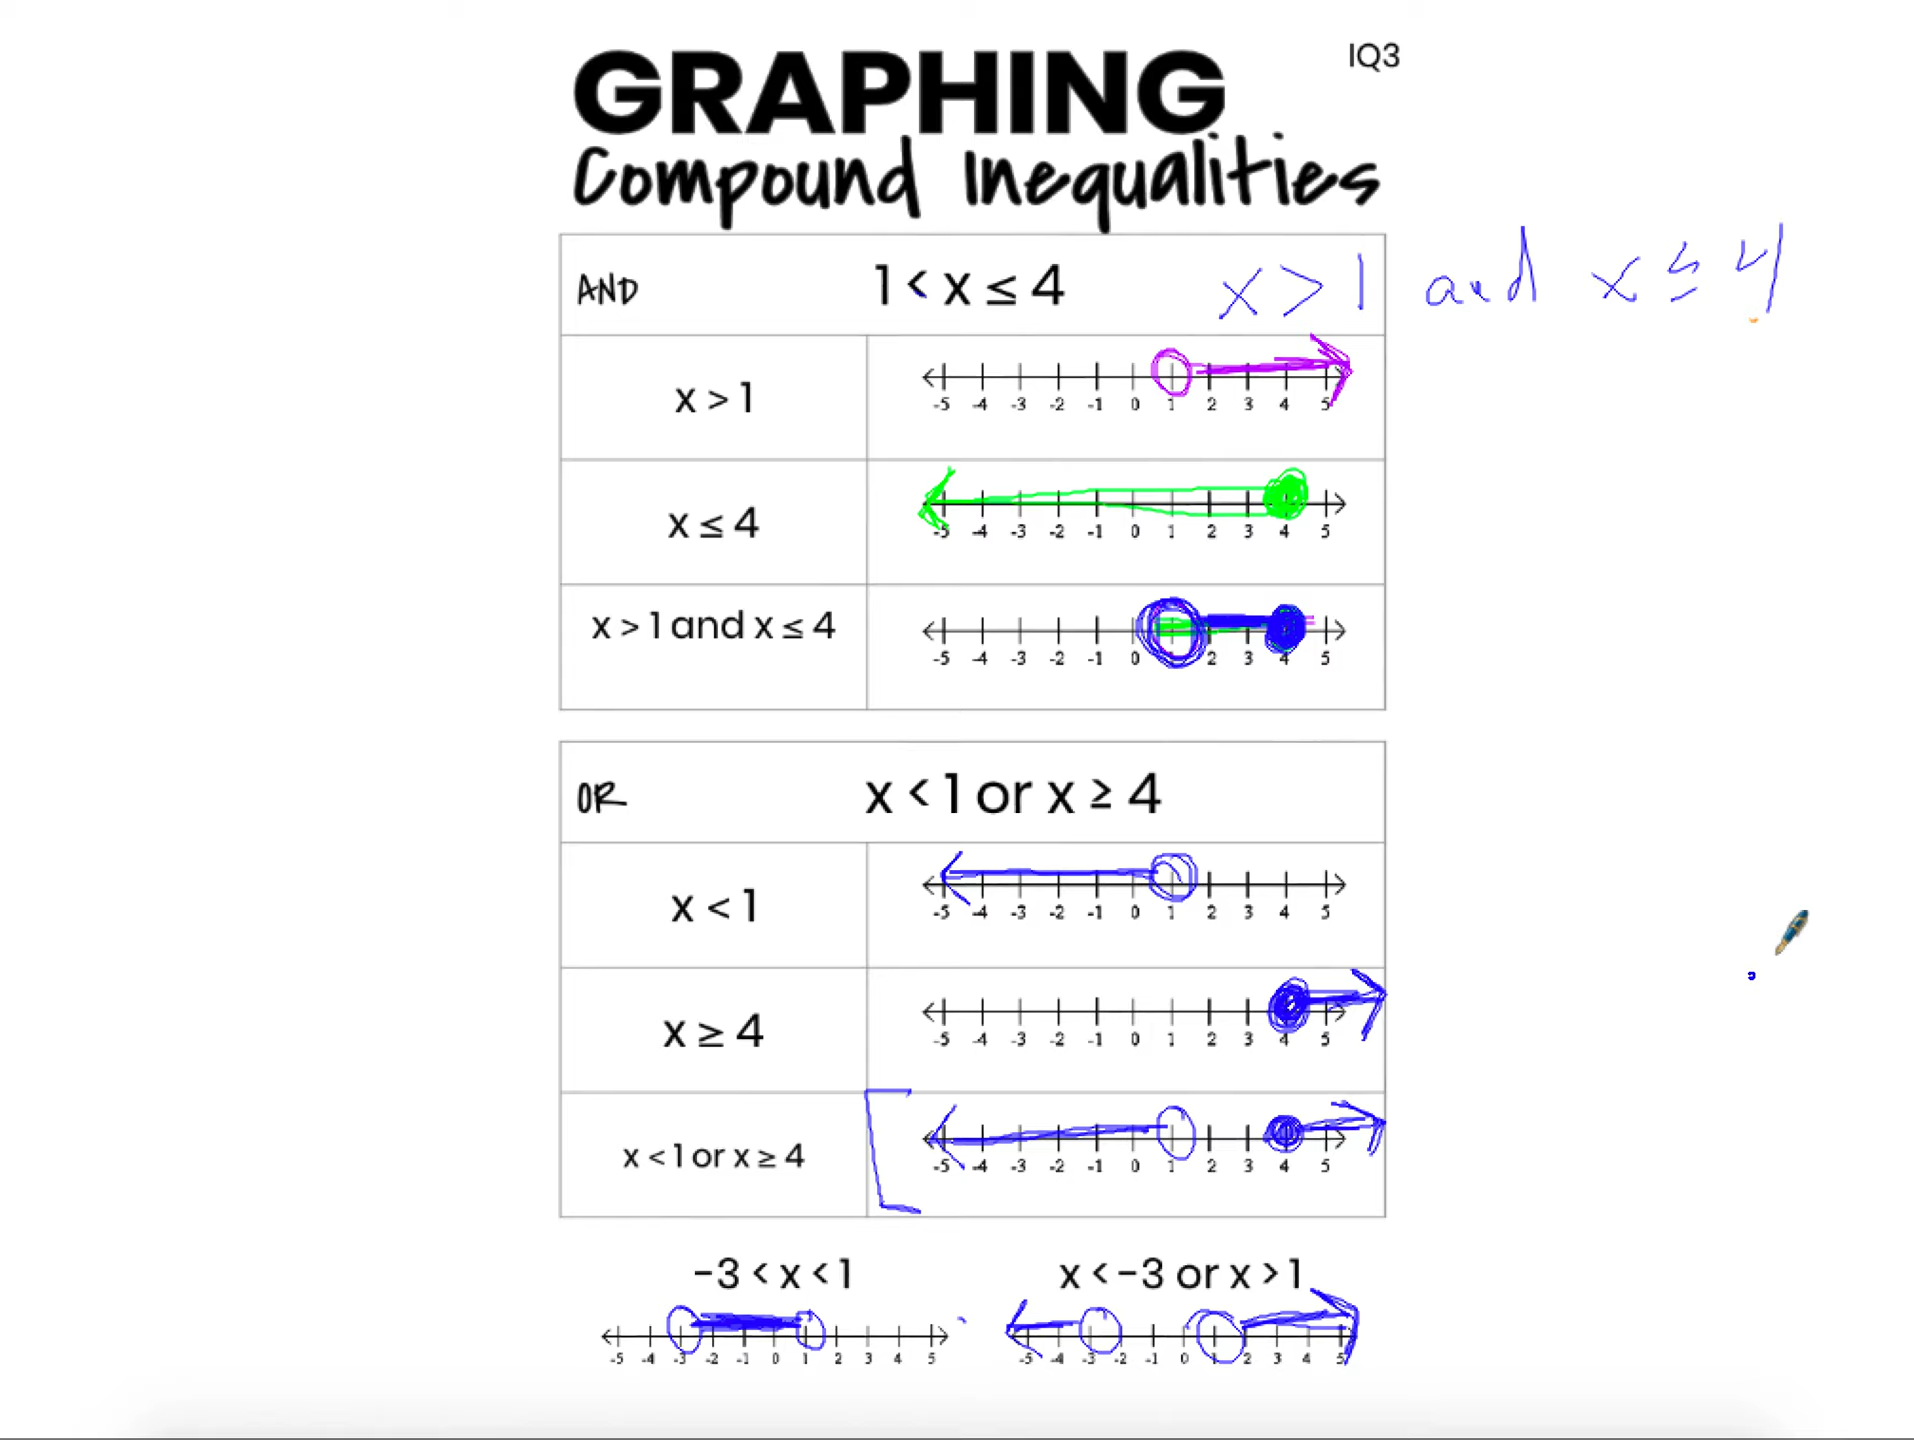 GRAPHING
IQ3
Compound Inequalities
AND 1 < x ≤ 4 x > 1 and x ≤ 4
x > 1
-5 -4 -3 -2 -1 0 1 2 3 4 5
x ≤ 4
-5 -4 -3 -2 -1 0 1 2 3 4 5
x > 1 and x ≤ 4
-5 -4 -3 -2 -1 0 2 3 4 5
OR x < 1 or x ≥ 4
x < 1
-5 -4 -3 -2 -1 0 1 2 3 4 5
x ≥ 4
-5 -4 -3 -2 -1 0 1 2 3 4 5
x < 1 or x ≥ 4
-5 -4 -3 -2 -1 0 1 2 3 4 5
-3 < x < 1 x < -3 or x > 1
-5 -4 -3 -2 -1 0 1 2 3 4 5 -5 -4 -3 -2 -1 0 1 2 3 4 5